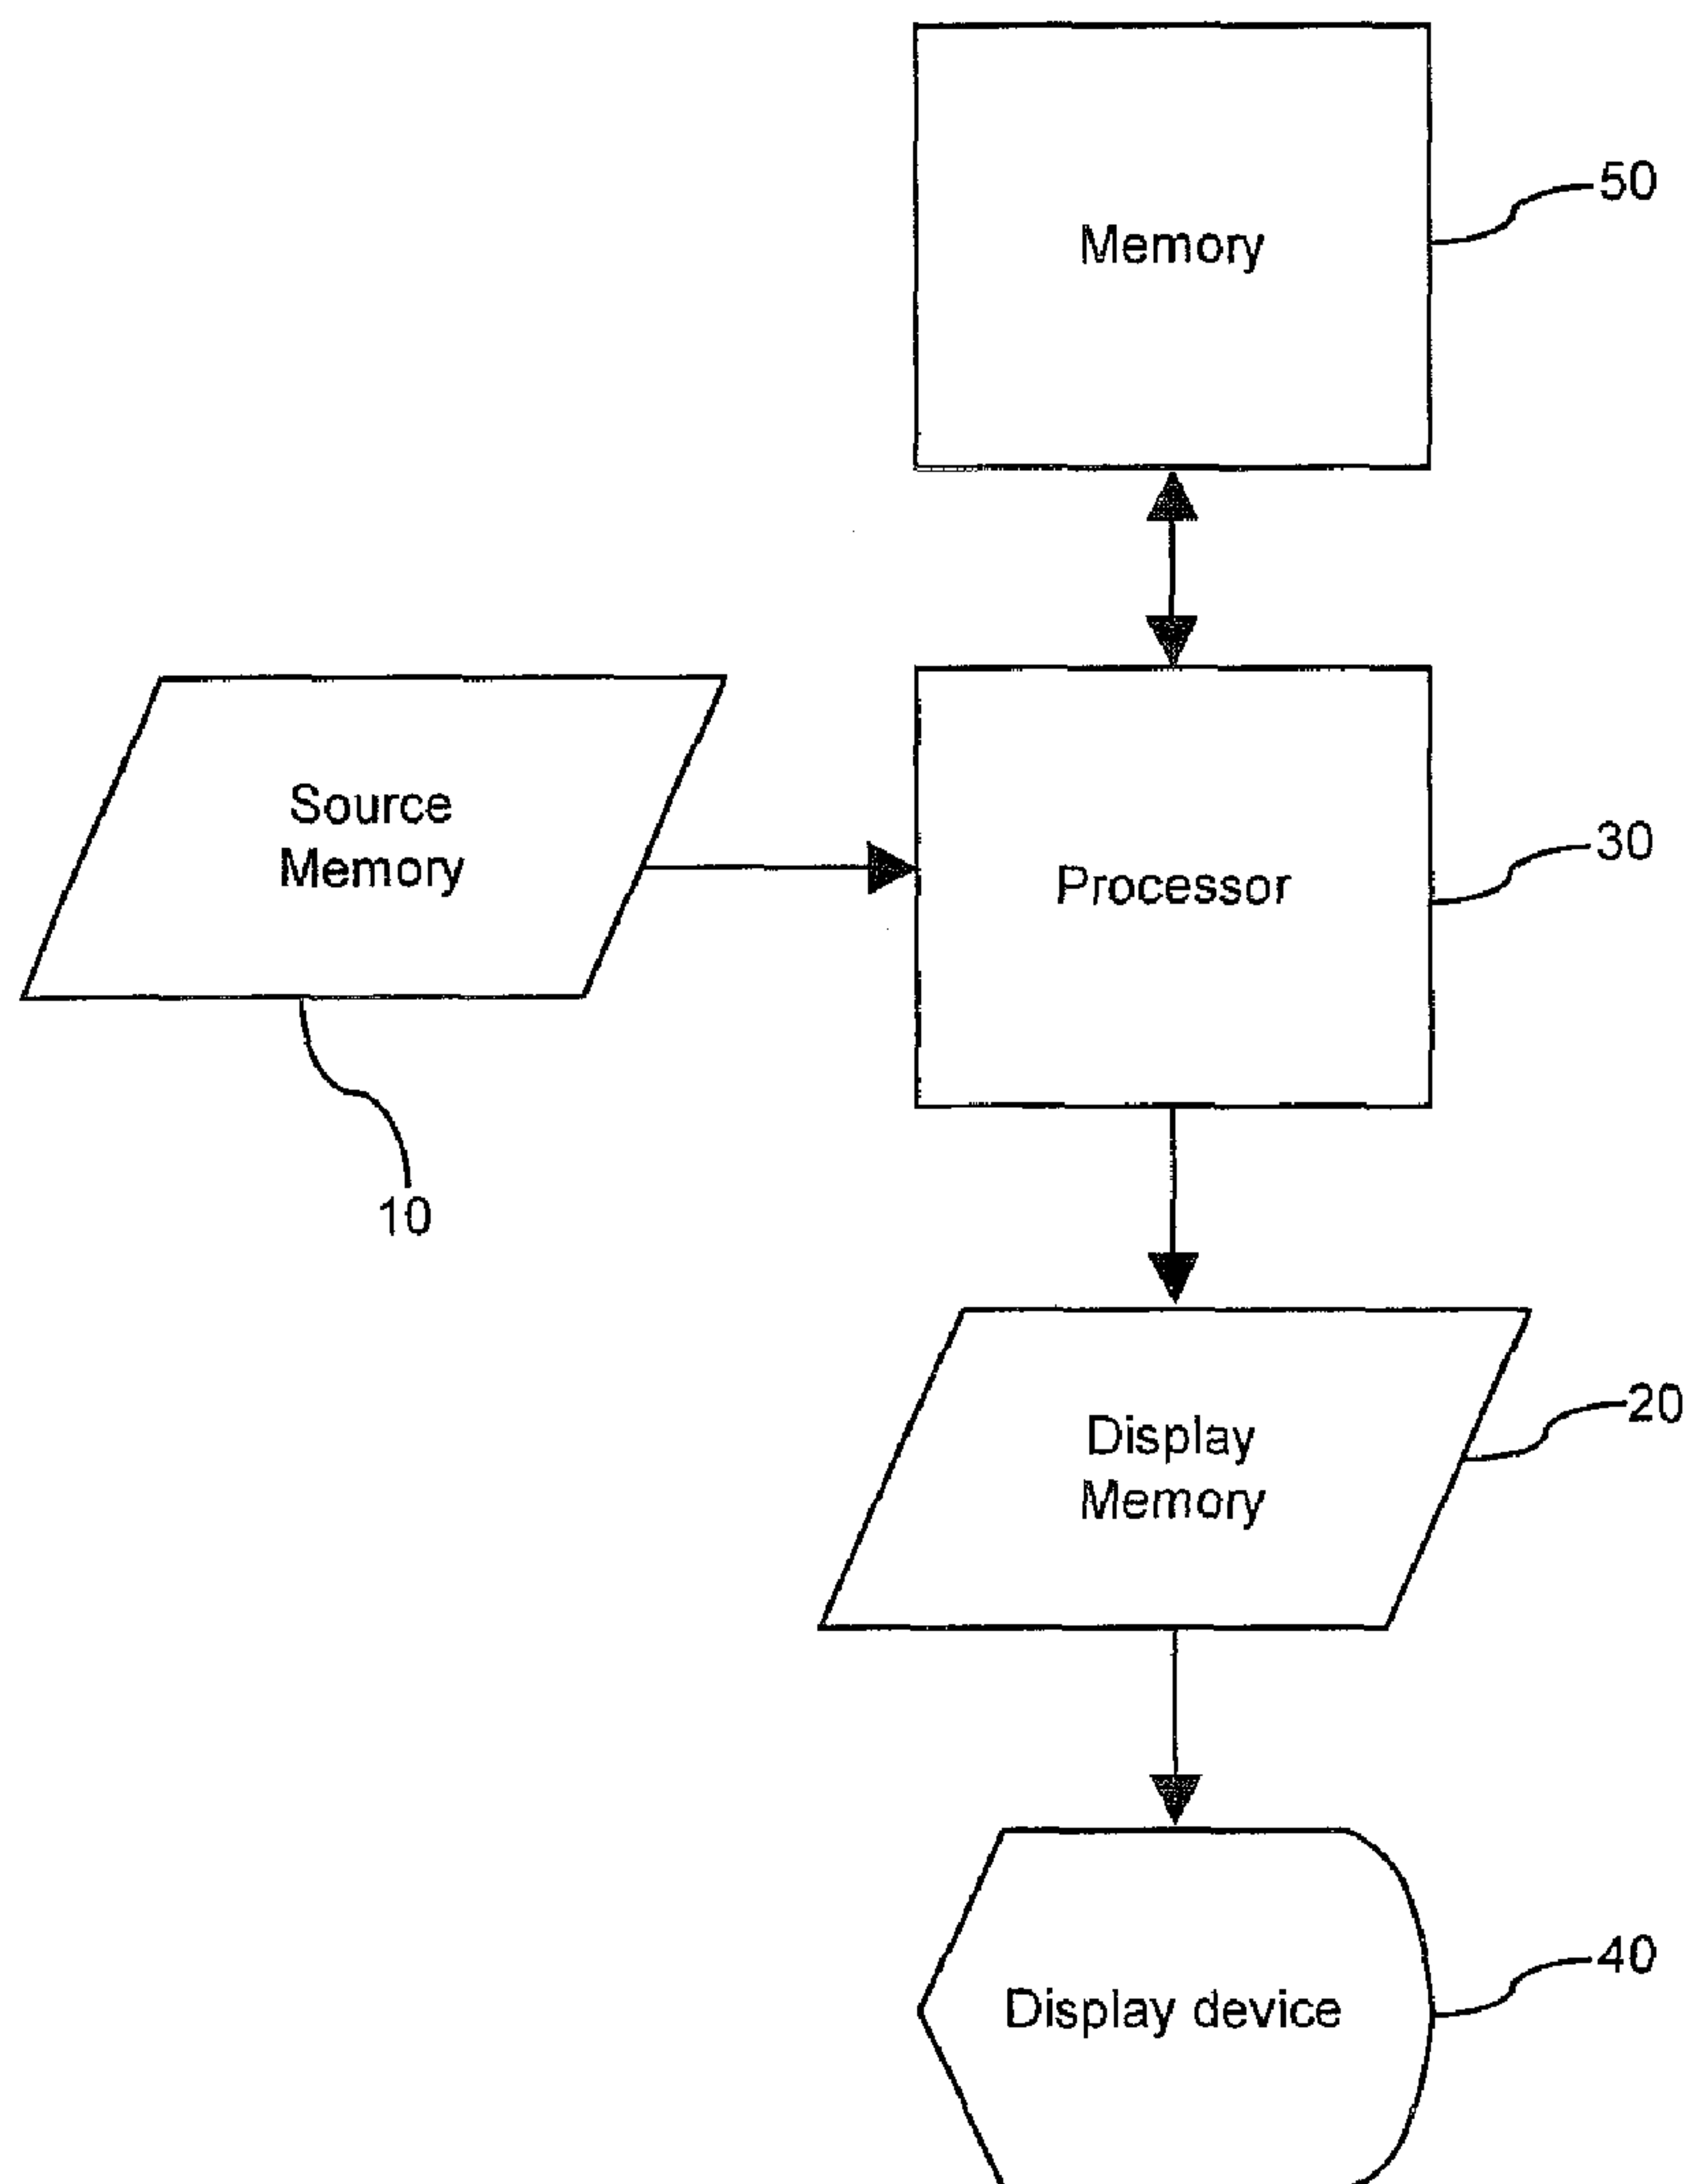 Memory
50
Source
Memory
10
Processor
30
Display
Memory
20
Display device
40